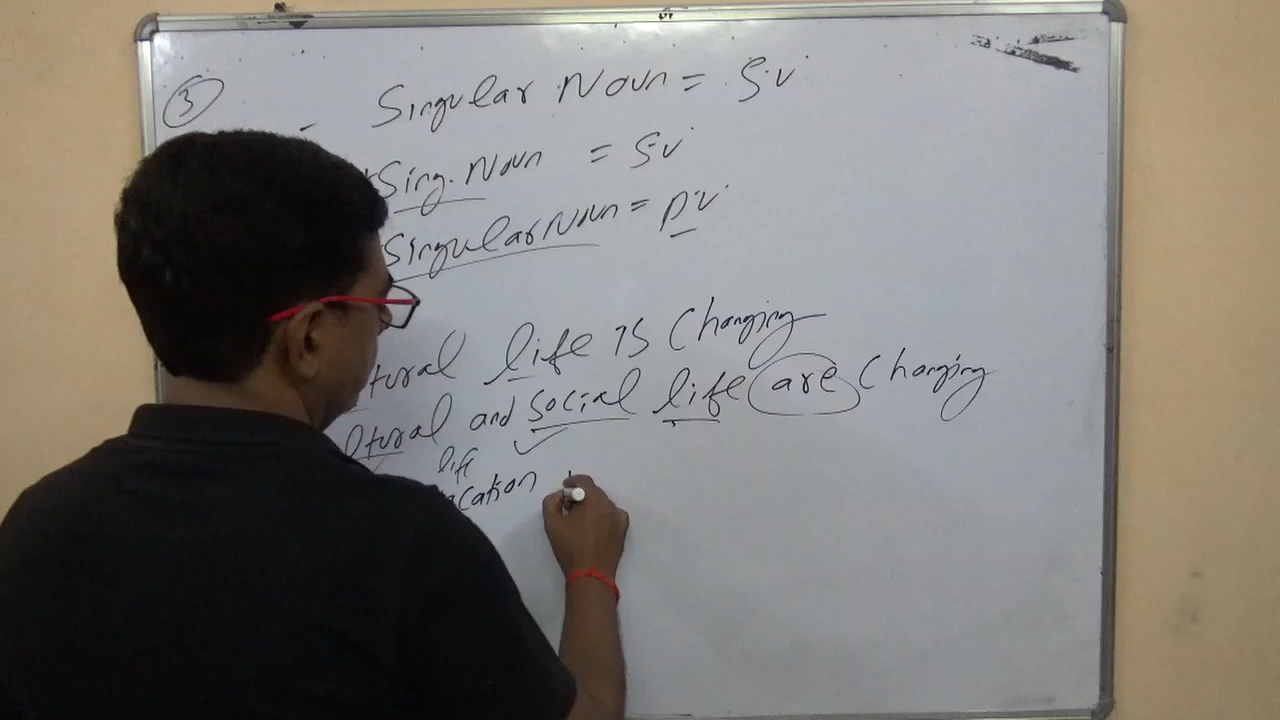 3
- Singular Noun = S.V
Sing. Noun = S.V
Singular Noun = P.V
tural life is Changing
ltural and Social life are Changing
life
cation